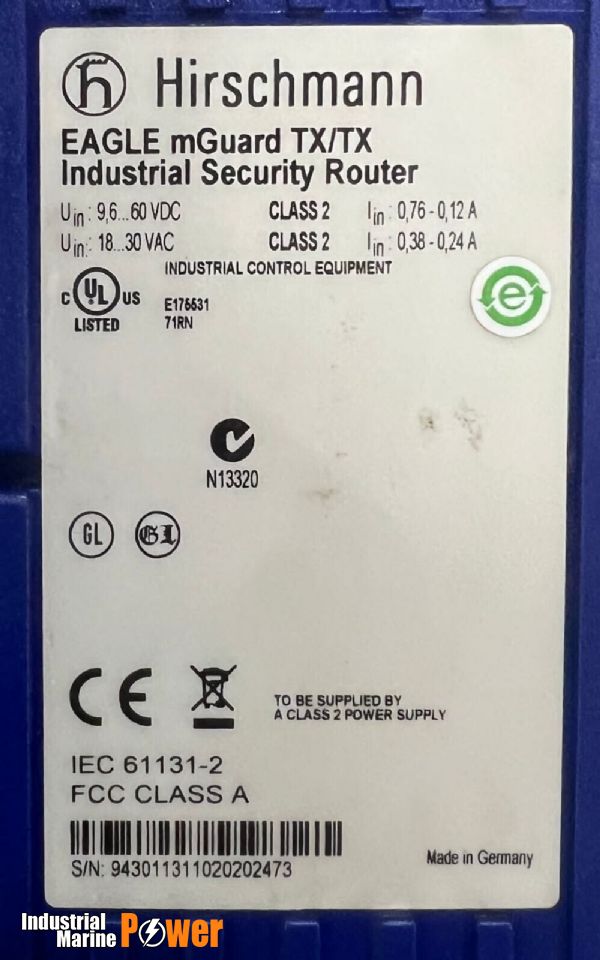 Hirschmann
EAGLE mGuard TX/TX
Industrial Security Router
Uin: 9,6...60 VDC CLASS 2 Iin: 0,76 - 0,12 A
Uin: 18...30 VAC CLASS 2 Iin: 0,38 - 0,24 A
INDUSTRIAL CONTROL EQUIPMENT
C UL US
LISTED
E175531
71RN
e
N13320
GL GL
CE
TO BE SUPPLIED BY
A CLASS 2 POWER SUPPLY
IEC 61131-2
FCC CLASS A
S/N: 943011311020202473
Made in Germany
Industrial
Marine Power